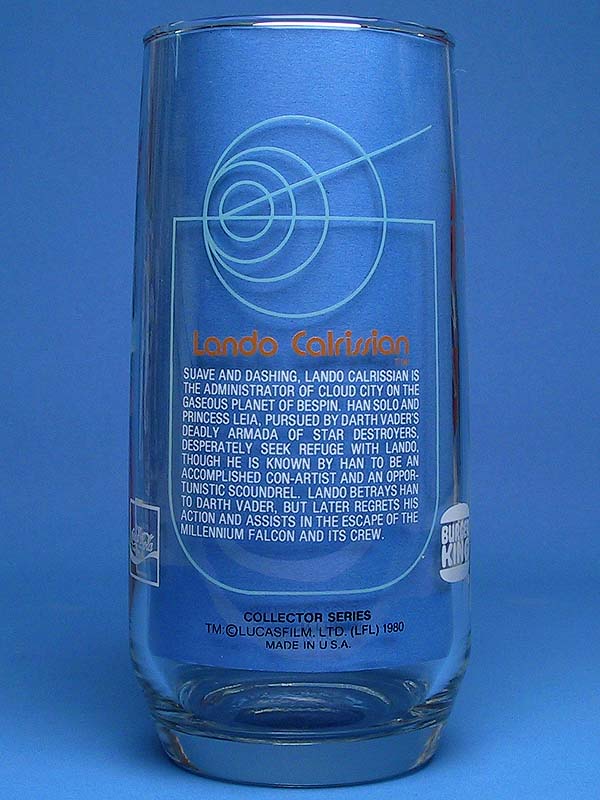 Lando Calrissian
TM
SUAVE AND DASHING, LANDO CALRISSIAN IS
THE ADMINISTRATOR OF CLOUD CITY ON THE
GASEOUS PLANET OF BESPIN. HAN SOLO AND
PRINCESS LEIA, PURSUED BY DARTH VADER'S
DEADLY ARMADA OF STAR DESTROYERS,
DESPERATELY SEEK REFUGE WITH LANDO,
THOUGH HE IS KNOWN BY HAN TO BE AN
ACCOMPLISHED CON-ARTIST AND AN OPPOR-
TUNISTIC SCOUNDREL. LANDO BETRAYS HAN
TO DARTH VADER, BUT LATER REGRETS HIS
ACTION AND ASSISTS IN THE ESCAPE OF THE
MILLENNIUM FALCON AND ITS CREW.
Coca-Cola
BURGER
KING
COLLECTOR SERIES
TM: ©LUCASFILM, LTD. (LFL) 1980
MADE IN U.S.A.